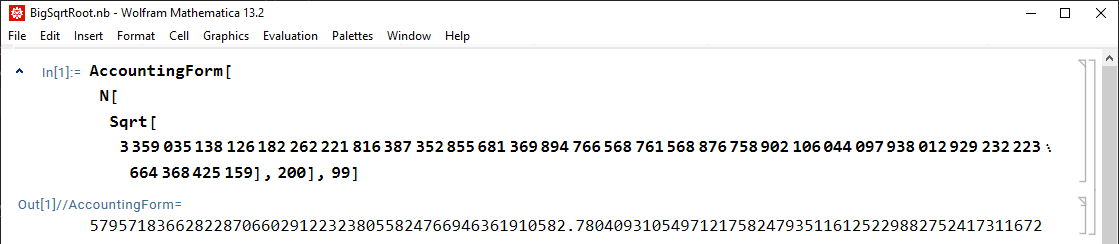 BigSqrtRoot.nb - Wolfram Mathematica 13.2
File Edit Insert Format Cell Graphics Evaluation Palettes Window Help
In[1]:= AccountingForm[
N[
Sqrt[
3 359 035 138 126 182 262 221 816 387 352 855 681 369 894 766 568 761 568 876 758 902 106 044 097 938 012 929 232 223
664 368 425 159], 200], 99]
Out[1]//AccountingForm=
579571836628228706602912232380558247669463619105​82.7804093105497121758247935116125229882752417311672